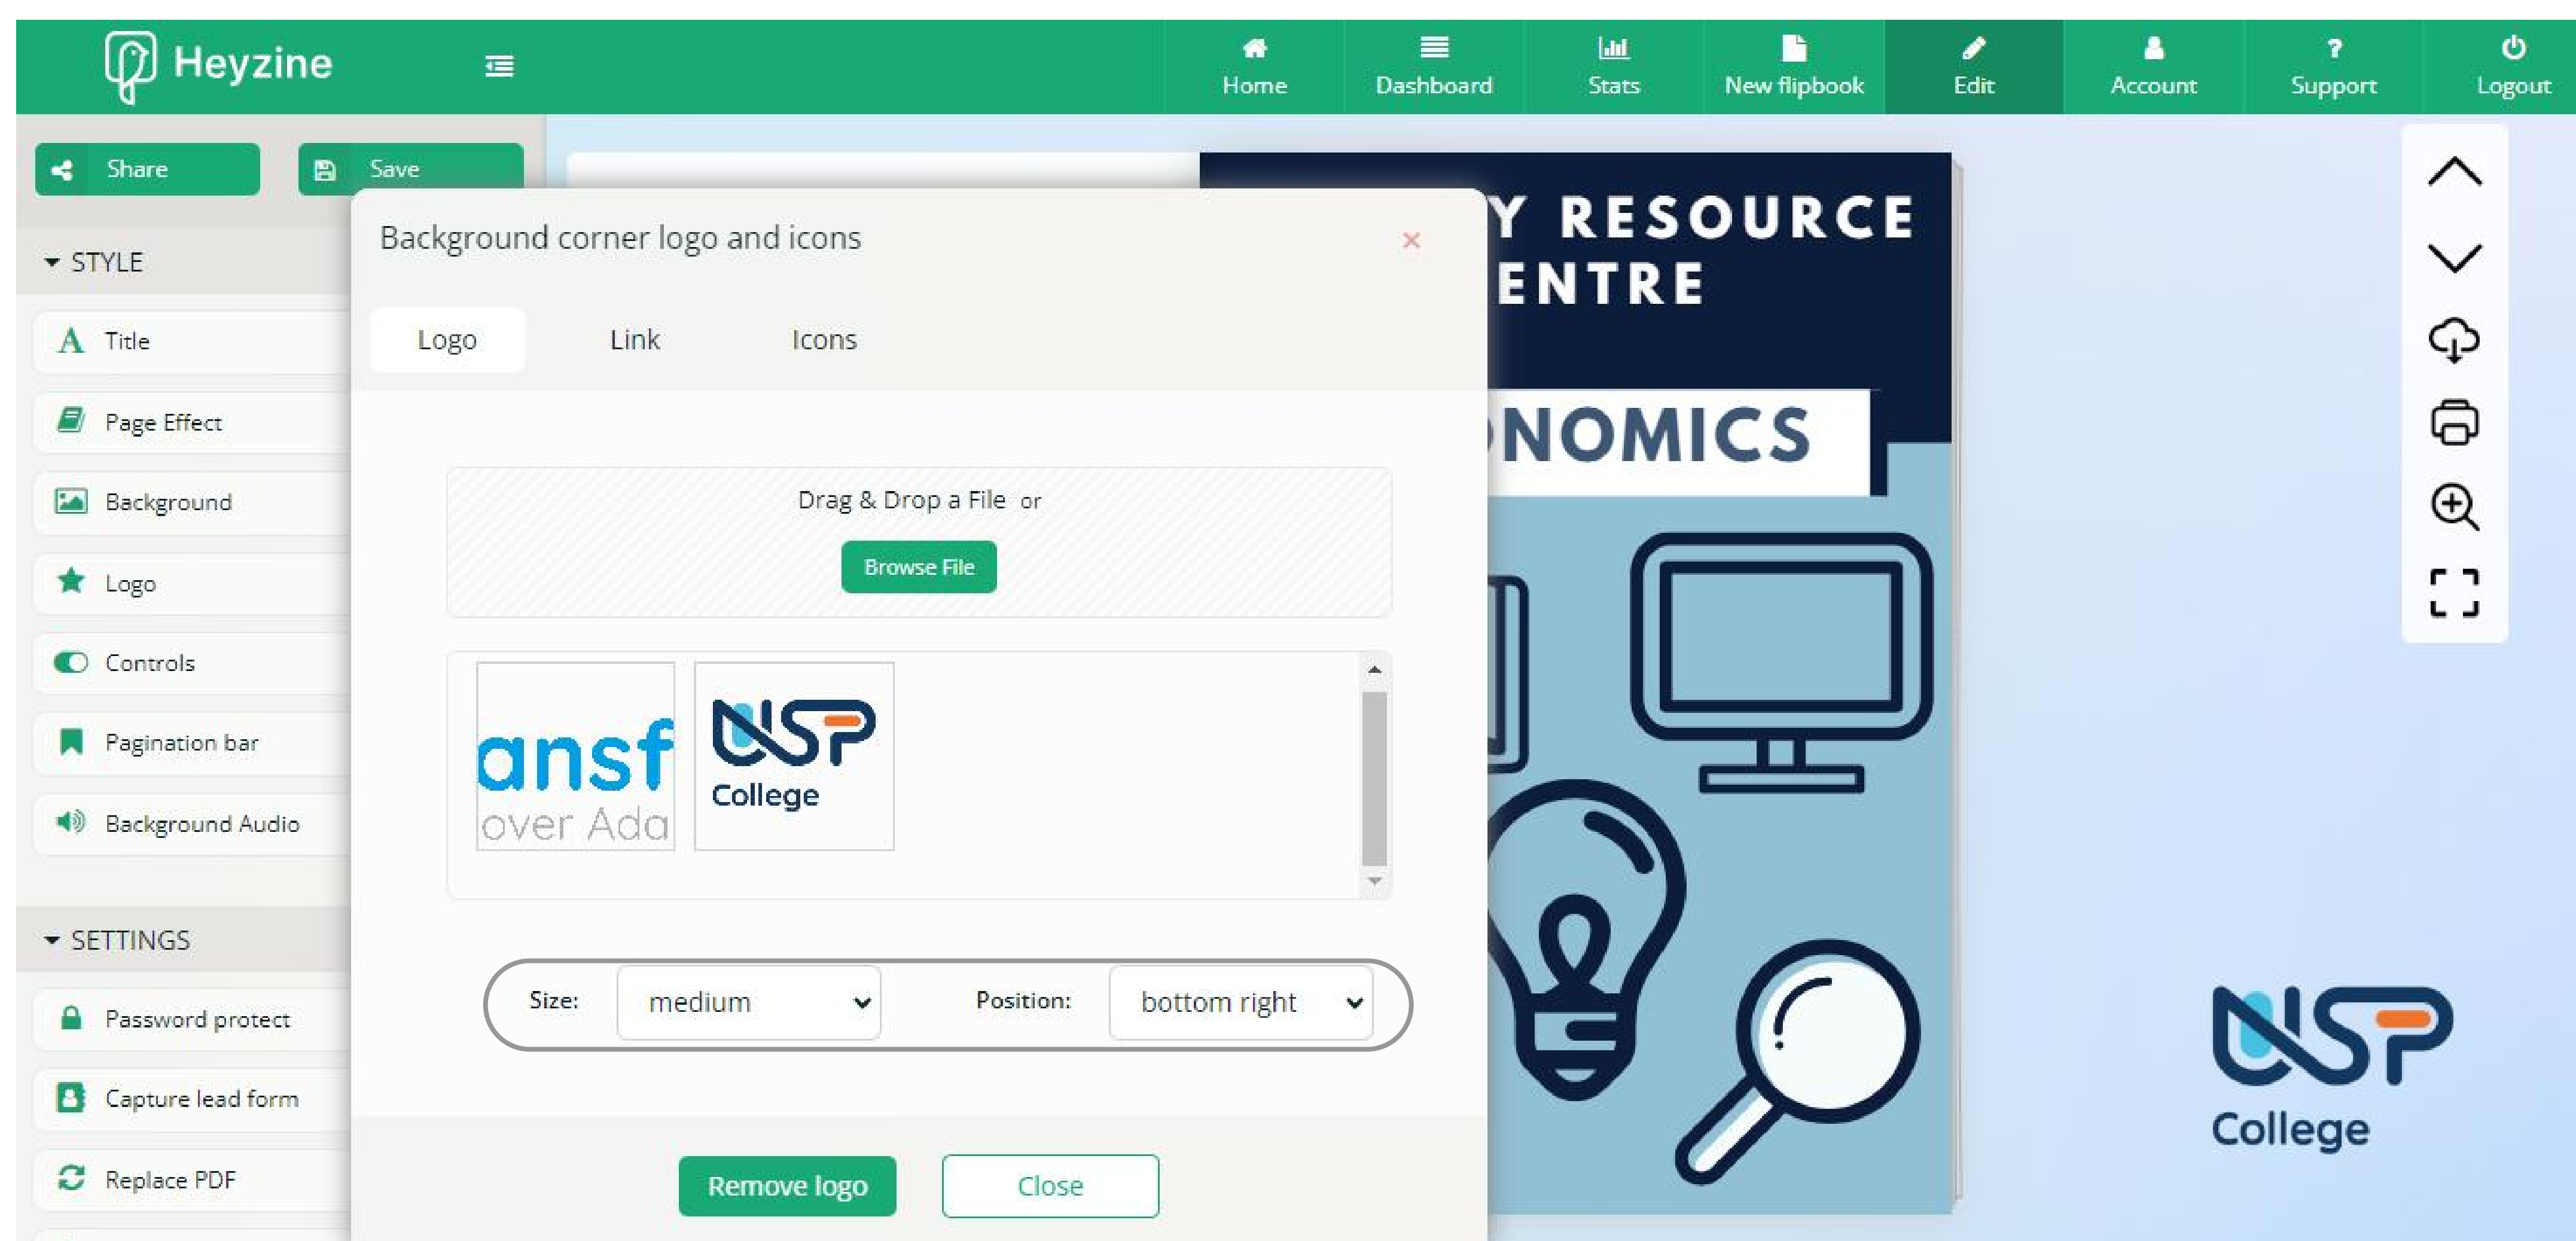 Heyzine
Home
Dashboard
Stats
New flipbook
Edit
Account
? Support
Logout
Share
Save
STYLE
A Title
Page Effect
Background
Logo
Controls
Pagination bar
Background Audio
SETTINGS
Password protect
Capture lead form
Replace PDF
Background corner logo and icons
×
Logo
Link
Icons
Drag & Drop a File or
Browse File
ansf
over Ada
USP
College
Size:
medium
Position:
bottom right
Remove logo
Close
Y RESOURCE
ENTRE
NOMICS
USP
College